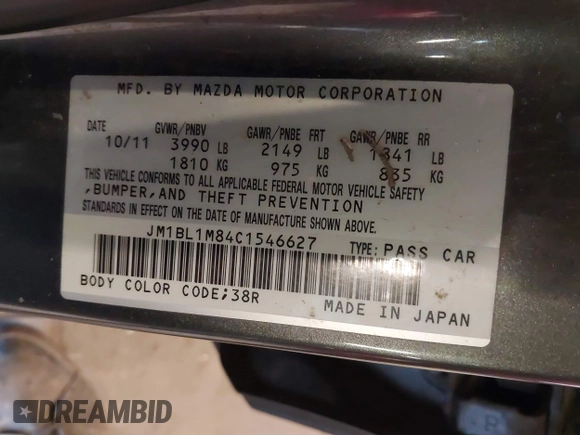 MFD. BY MAZDA MOTOR CORPORATION
DATE GVWR/PNBV GAWR/PNBE FRT GAWR/PNBE RR
10/11 3990 LB 2149 LB 1841 LB
1810 KG 975 KG 835 KG
THIS VEHICLE CONFORMS TO ALL APPLICABLE FEDERAL MOTOR VEHICLE SAFETY
,BUMPER,AND THEFT PREVENTION
STANDARDS IN EFFECT ON THE DATE OF MANUFACTURE SHOWN ABOVE.
JM1BL1M84C1546627 TYPE: PASS CAR
BODY COLOR CODE;38R
MADE IN JAPAN
DREAMBID